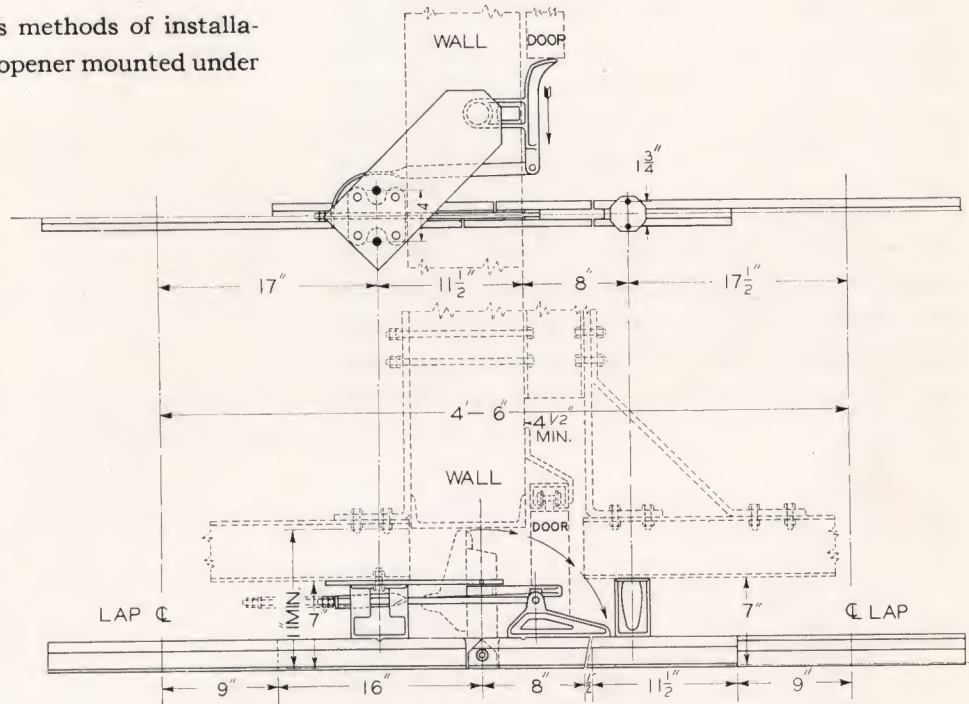 s methods of installa-
opener mounted under
WALL
DOOR
1 3/4"
4"
17"
11 1/2"
8"
17 1/2"
4'-6"
4 1/2"
MIN.
WALL
DOOR
11" MIN
7"
7"
LAP ℄
℄ LAP
9"
16"
8"
1/2"
11 1/2"
9"